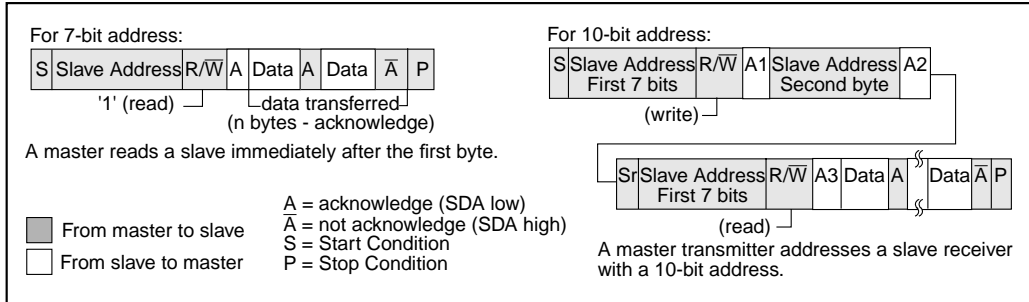 For 7-bit address:
S Slave Address R/W̅ A Data A Data A̅ P
'1' (read)
data transferred
(n bytes - acknowledge)
A master reads a slave immediately after the first byte.
From master to slave
From slave to master
A = acknowledge (SDA low)
A̅ = not acknowledge (SDA high)
S = Start Condition
P = Stop Condition
For 10-bit address:
S Slave Address First 7 bits R/W̅ A1 Slave Address Second byte A2
(write)
Sr Slave Address First 7 bits R/W̅ A3 Data A Data A̅ P
(read)
A master transmitter addresses a slave receiver
with a 10-bit address.